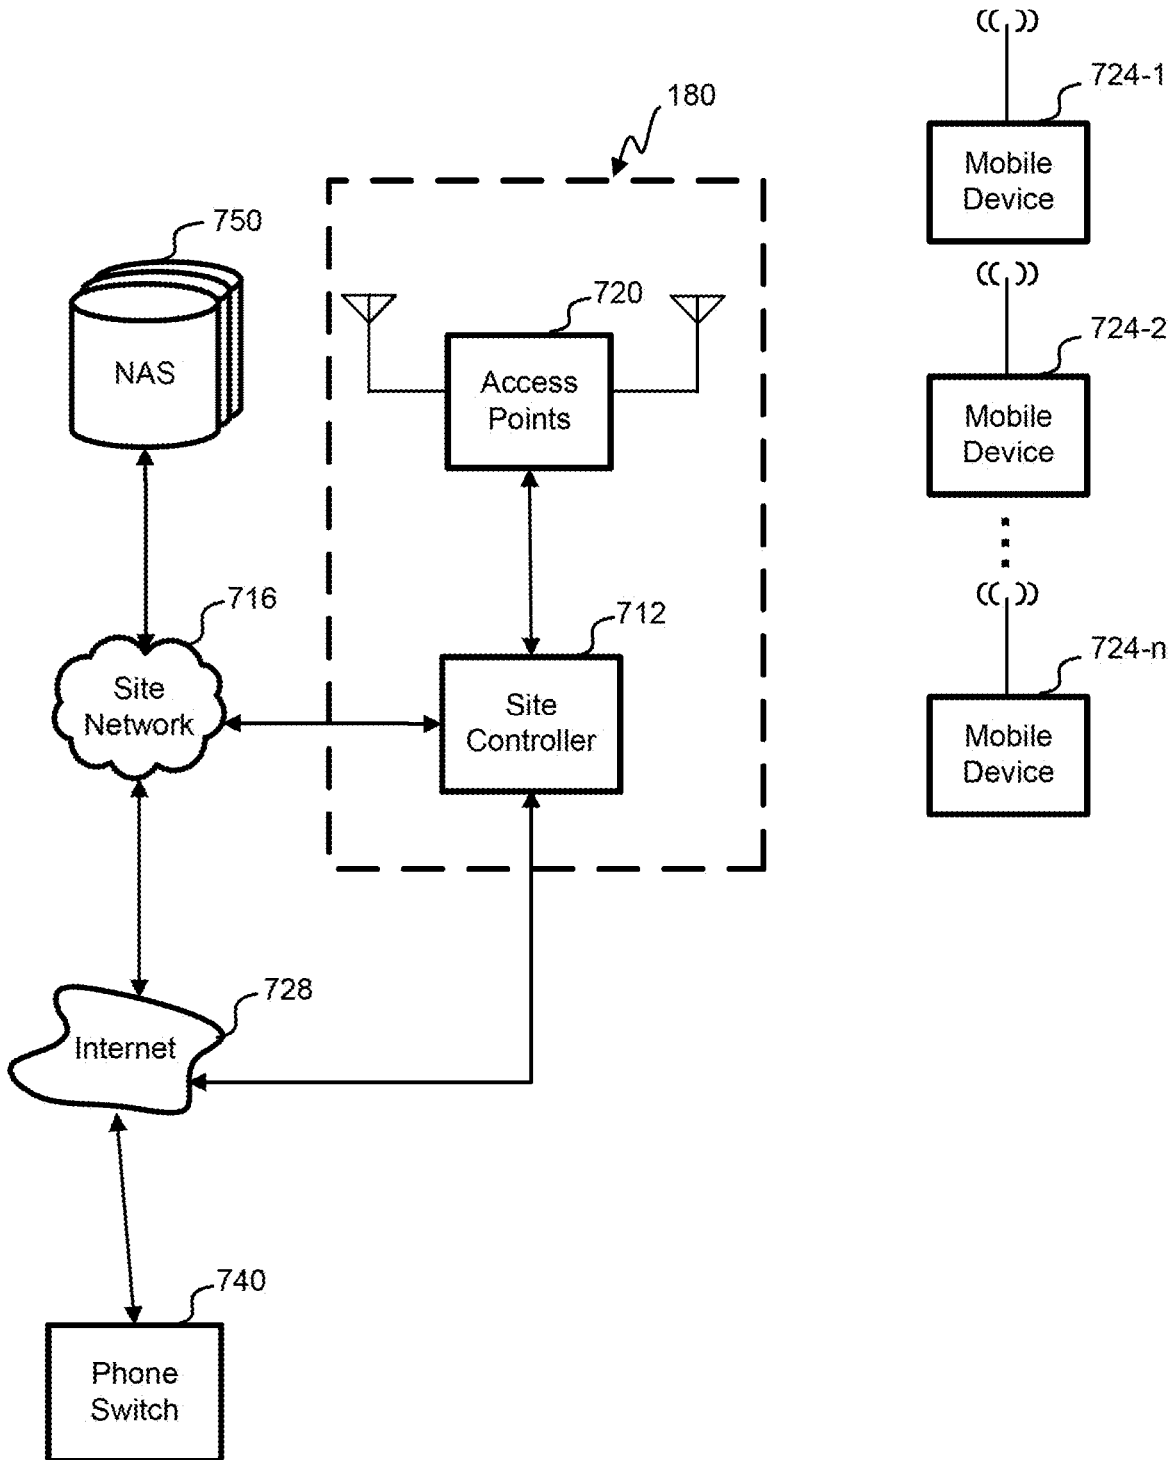 724-1
Mobile
Device
180
750
NAS
720
Access
Points
724-2
Mobile
Device
716
Site
Network
712
Site
Controller
724-n
Mobile
Device
728
Internet
740
Phone
Switch